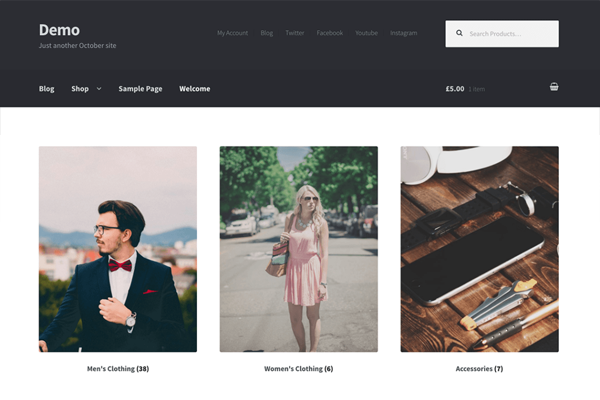 Demo
Just another October site
My Account Blog Twitter Facebook Youtube Instagram
Search Products...
Blog Shop Sample Page Welcome
£5.00 1 item
Men's Clothing (38)
Women's Clothing (6)
Accessories (7)